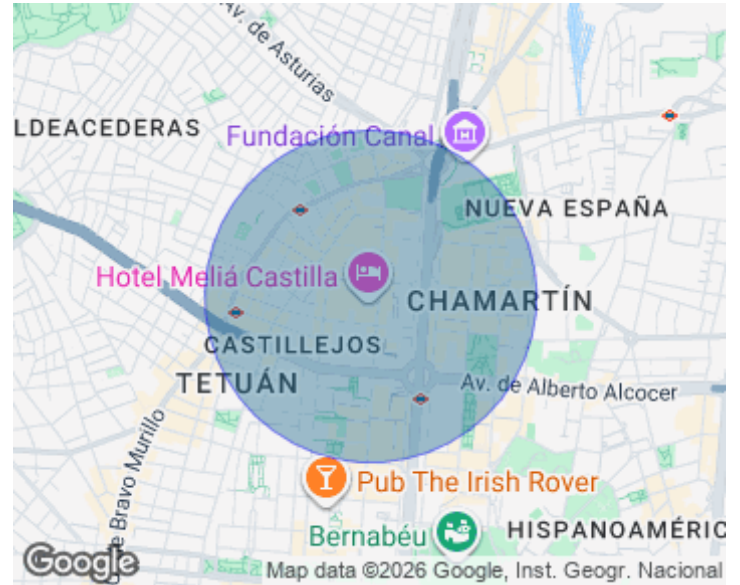 Av. de Asturias
LDEACEDERAS
Fundación Canal
NUEVA ESPAÑA
Hotel Meliá Castilla
CHAMARTÍN
CASTILLEJOS
TETUÁN
Av. de Alberto Alcocer
e Bravo Murillo
Pub The Irish Rover
Bernabéu
HISPANOAMÉRIC
Google
Map data ©2026 Google, Inst. Geogr. Nacional